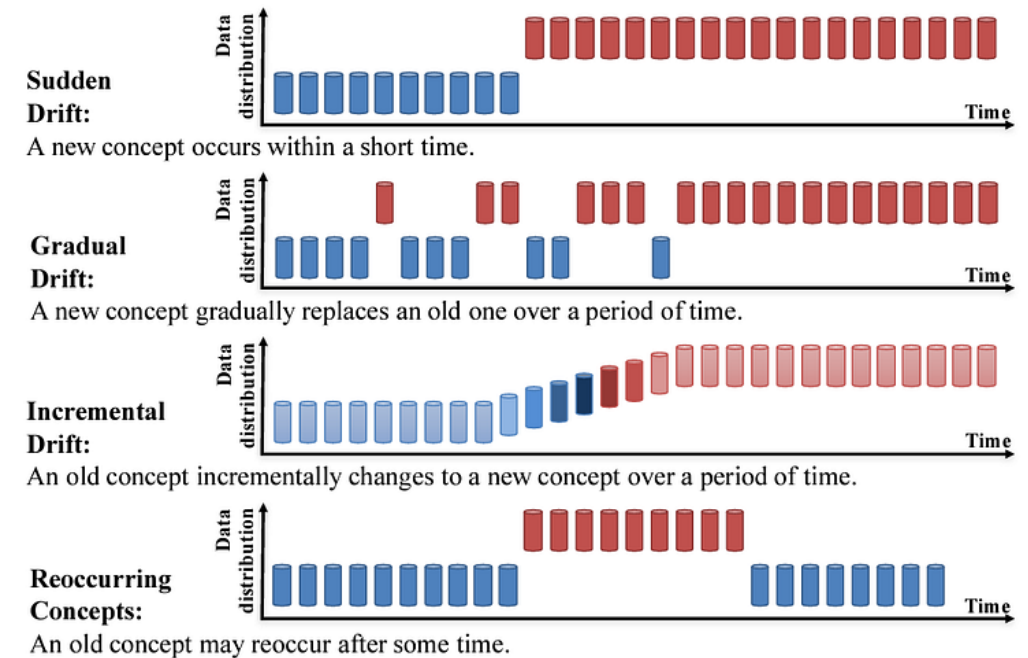 Data
distribution
Sudden
Drift:
Time
A new concept occurs within a short time.
Data
distribution
Gradual
Drift:
Time
A new concept gradually replaces an old one over a period of time.
Data
distribution
Incremental
Drift:
Time
An old concept incrementally changes to a new concept over a period of time.
Data
distribution
Reoccurring
Concepts:
Time
An old concept may reoccur after some time.